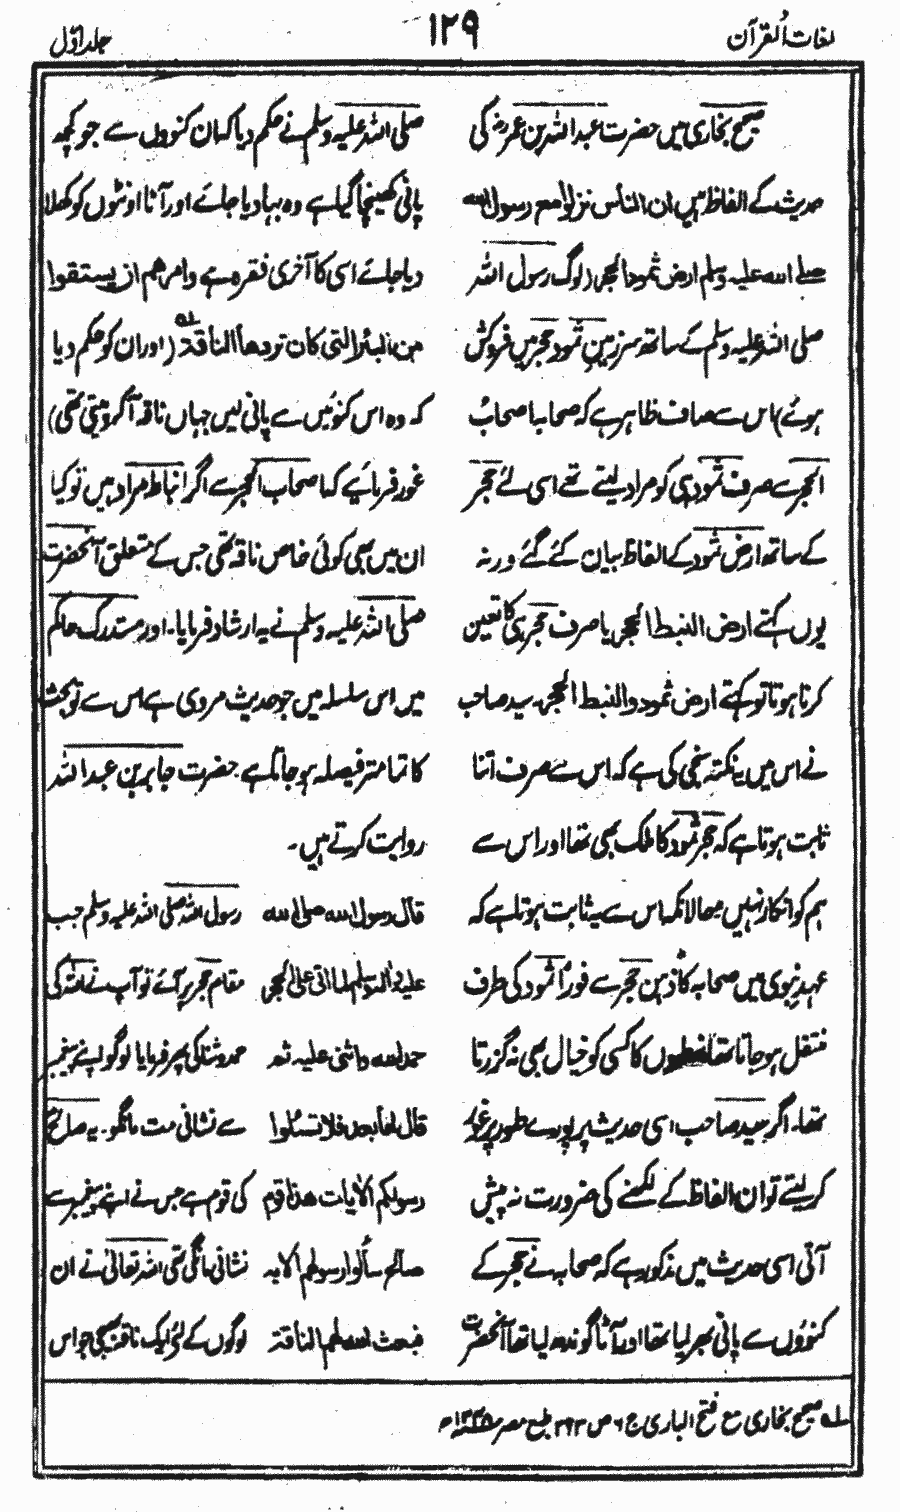 لغات القرآن
۱۲۹
جلد اوّل
صحیح بخاری میں حضرت عبداللہ بن عمرؓ کی
حدیث کے الفاظ ہیں ان الناس نزلوا مع رسول اللہ
صلے اللہ علیہ وسلم ارض ثمود الحجر (لوگ رسول اللہ
صلی اللہ علیہ وسلم کے ساتھ سرزمین ثمود حجر میں فروکش
ہوئے) اس سے صاف ظاہر ہے کہ صحابہ اصحابُ
الحجر سے صرف ثمود ہی کو مراد لیتے تھے اسی لئے حجر
کے ساتھ ارض ثمود کے الفاظ بیان کئے گئے ورنہ
یوں کہتے ارض النبط الحجر یا صرف حجر ہی کا تعین
کرنا ہوتا تو کہتے ارض ثمود والنبط الحجر۔ سید صاحب
نے اس میں یہ نکتہ سنجی کی ہے کہ اس سے صرف اتنا
ثابت ہوتا ہے کہ حجر ثمود کا ملک بھی تھا اور اس سے
ہم کو انکار نہیں حالانکہ اس سے یہ ثابت ہوتا ہے کہ
عہدِ نبوی میں صحابہ کا ذہن حجر سے فوراً ثمود کی طرف
منتقل ہو جاتا تھا نبطیوں کا کسی کو خیال بھی نہ گزرتا
تھا۔ اگر سید صاحب اسی حدیث پر پورے طور پر غور
کر لیتے تو ان الفاظ کے لکھنے کی ضرورت نہ پیش
آتی اسی حدیث میں مذکور ہے کہ صحابہ نے حجر کے
کنوؤں سے پانی بھر لیا تھا اور آٹا گوندھ لیا تھا آنحضرت
صلی اللہ علیہ وسلم نے حکم دیا کہ ان کنوؤں سے جو کچھ
پانی کھینچا گیا ہے وہ بہا دیا جائے اور آٹا اونٹوں کو کھلا
دیا جائے اسی کا آخری فقرہ ہے وامرھم ان یستقوا
من البئر التی کان تردھا الناقۃ لہ (اور ان کو حکم دیا
کہ وہ اس کنوئیں سے پانی لیں جہاں ناقہ آکر پیتی تھی)
غور فرمائیے کہ اصحاب الحجر سے اگر انباط مراد ہیں تو کیا
ان میں بھی کوئی خاص ناقہ تھی جس کے متعلق آنحضرت
صلی اللہ علیہ وسلم نے یہ ارشاد فرمایا۔ اور مستدرک حاکم
میں اس سلسلہ میں جو حدیث مروی ہے اس سے تو بحث
کا تمامتر فیصلہ ہو جاتا ہے۔ حضرت جابر بن عبداللہ
روایت کرتے ہیں۔
قال رسول اللہ صلی اللہ رسول اللہ صلی اللہ علیہ وسلم جب
علیہ وسلم لما اتی علی الحجر مقام حجر پر آئے تو آپ نے اللہ کی
حمد اللہ واثنی علیہ ثم حمد و ثنا کی پھر فرمایا لوگو اپنے پیغمبر
قال اما بعد فلا تسئلوا سے نشانی مت مانگو۔ یہ صالح
رسولکم الآیات ھذا قوم کی قوم ہے جس نے اپنے پیغمبر سے
صالح سألوا رسولہم الآیۃ نشانی مانگی تھی اللہ تعالیٰ نے ان
فبعث اللہ لھم الناقۃ لوگوں کے لئے ایک ناقہ بھیجی جو اس
لہ صحیح بخاری مع فتح الباری ج ۶ ص ۲۶۳ طبع مصر